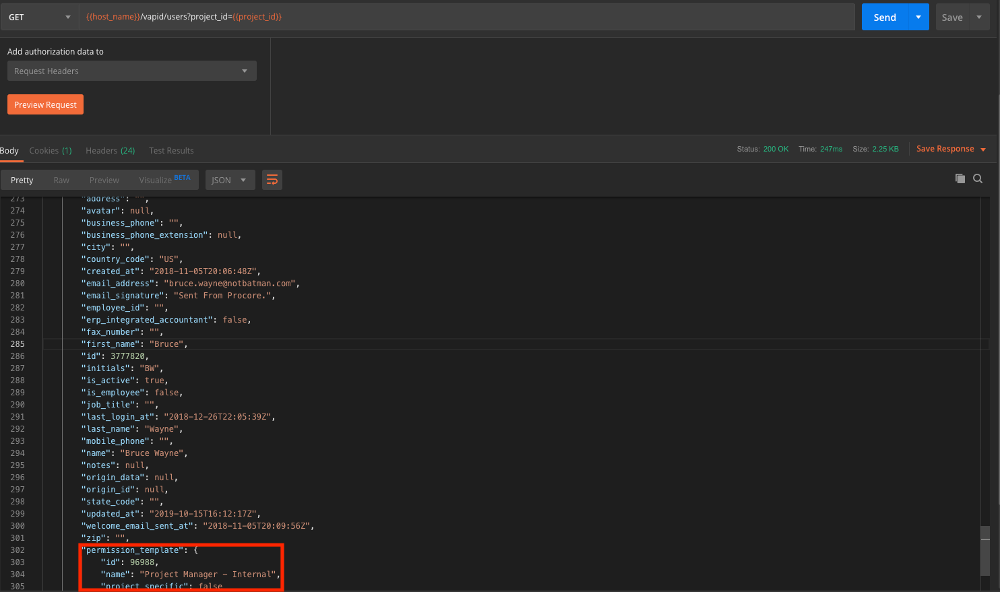 GET {{host_name}}/vapid/users?project_id={{project_id}} Send Save
Add authorization data to
Request Headers
Preview Request
Body Cookies (1) Headers (24) Test Results Status: 200 OK Time: 247ms Size: 2.25 KB Save Response
Pretty Raw Preview Visualize BETA JSON
273 "address": "",
274 "avatar": null,
275 "business_phone": "",
276 "business_phone_extension": null,
277 "city": "",
278 "country_code": "US",
279 "created_at": "2018-11-05T20:06:48Z",
280 "email_address": "bruce.wayne@notbatman.com",
281 "email_signature": "Sent From Procore.",
282 "employee_id": "",
283 "erp_integrated_accountant": false,
284 "fax_number": "",
285 "first_name": "Bruce",
286 "id": 3777820,
287 "initials": "BW",
288 "is_active": true,
289 "is_employee": false,
290 "job_title": "",
291 "last_login_at": "2018-12-26T22:05:39Z",
292 "last_name": "Wayne",
293 "mobile_phone": "",
294 "name": "Bruce Wayne",
295 "notes": null,
296 "origin_data": null,
297 "origin_id": null,
298 "state_code": "",
299 "updated_at": "2019-10-15T16:12:17Z",
300 "welcome_email_sent_at": "2018-11-05T20:09:56Z",
301 "zip": "",
302 "permission_template": {
303 "id": 96988,
304 "name": "Project Manager - Internal",
305 "project_specific": false